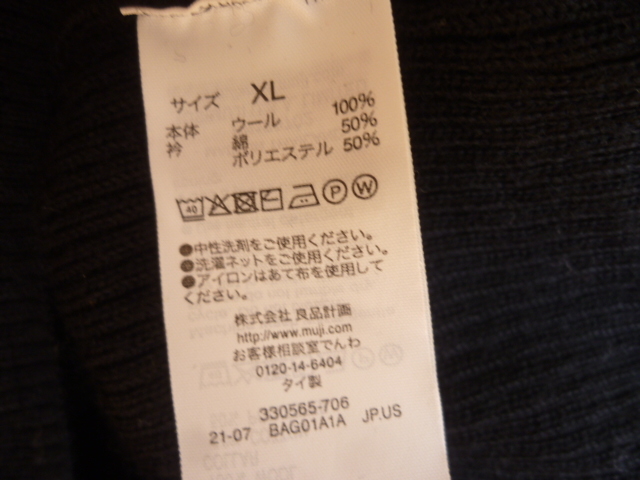 サイズ XL
本体 ウール 100%
衿 綿 50%
ポリエステル 50%
40 P W
●中性洗剤をご使用ください。
●洗濯ネットをご使用ください。
●アイロンはあて布を使用して
ください。
株式会社 良品計画
http://www.muji.com
お客様相談室でんわ
0120-14-6404
タイ製
330565-706
21-07 BAG01A1A JP.US